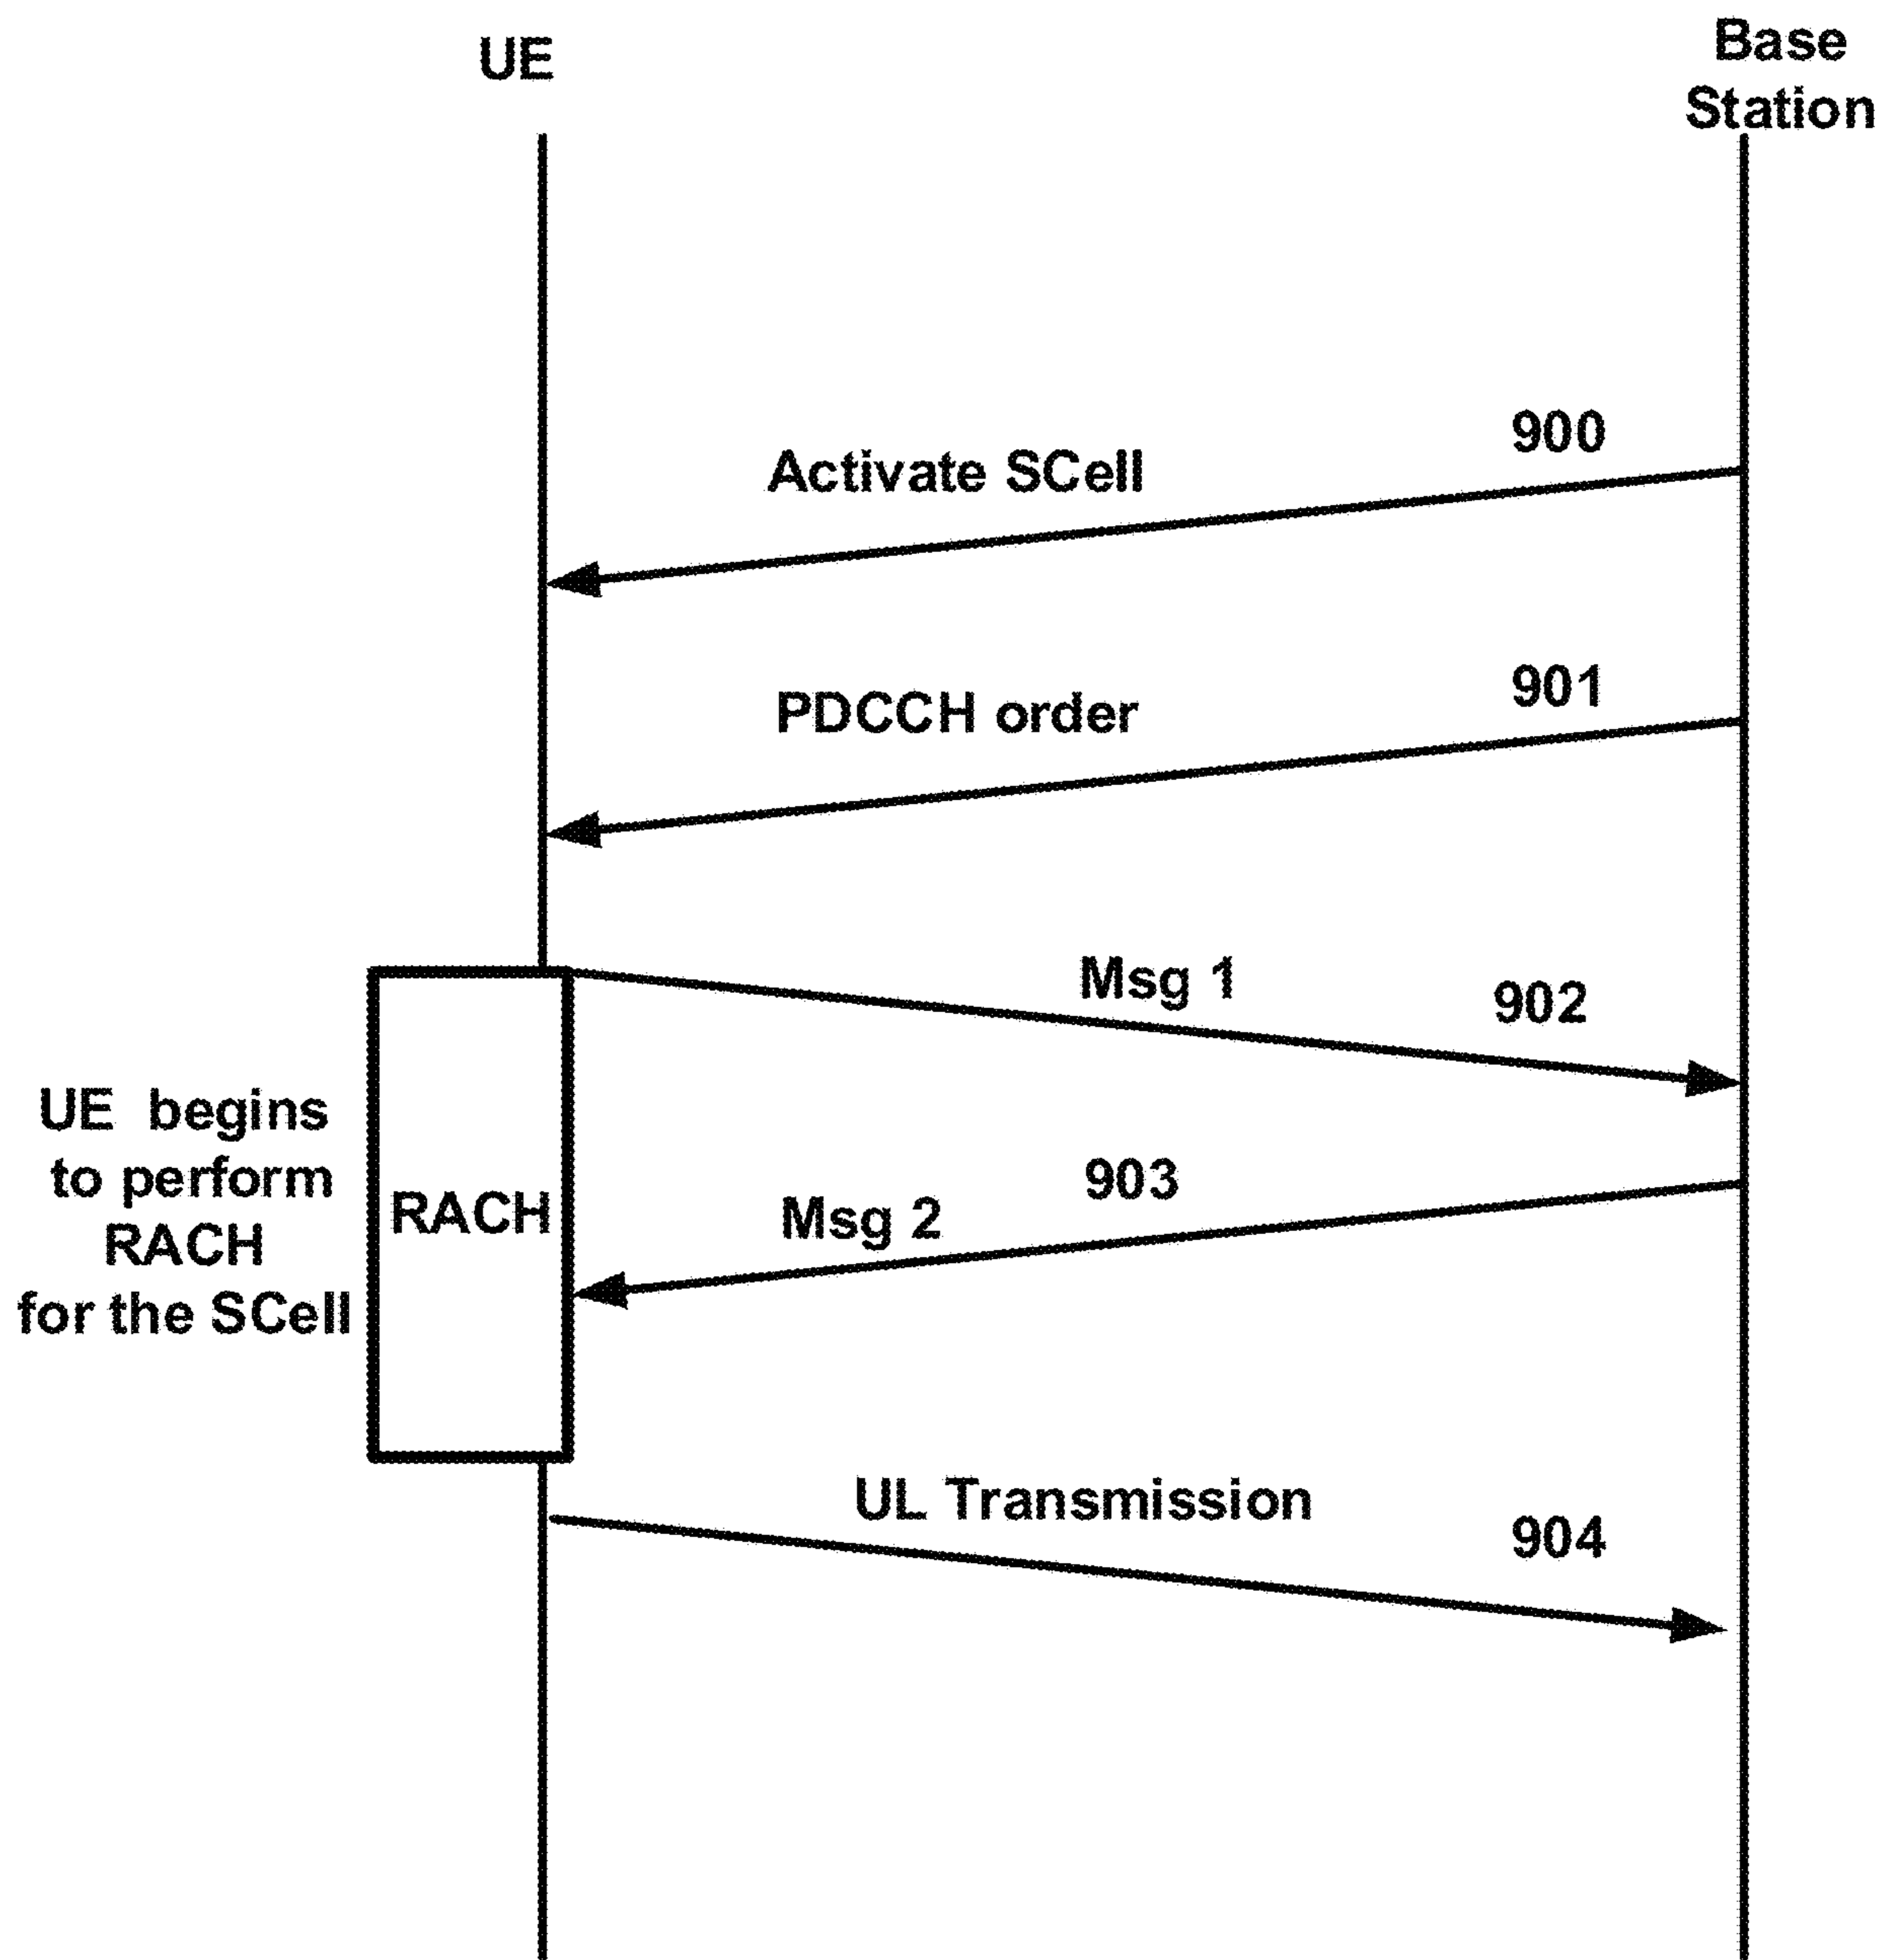 UE
Base
Station
900
Activate SCell
901
PDCCH order
Msg 1
902
UE begins
to perform
RACH
for the SCell
RACH
903
Msg 2
UL Transmission
904